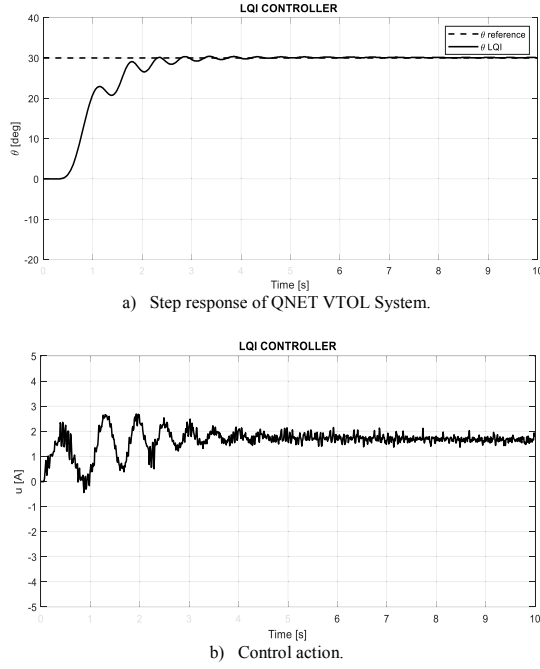 LQI CONTROLLER
40
30
20
10
0
-10
-20
θ [deg]
θ reference
θ LQI
0 1 2 3 4 5 6 7 8 9 10
Time [s]
a) Step response of QNET VTOL System.
LQI CONTROLLER
5
4
3
2
1
0
-1
-2
-3
-4
-5
u [A]
0 1 2 3 4 5 6 7 8 9 10
Time [s]
b) Control action.